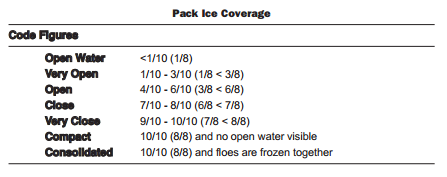 Pack Ice Coverage
Code Figures
Open Water <1/10 (1/8)
Very Open 1/10 - 3/10 (1/8 < 3/8)
Open 4/10 - 6/10 (3/8 < 6/8)
Close 7/10 - 8/10 (6/8 < 7/8)
Very Close 9/10 - 10/10 (7/8 < 8/8)
Compact 10/10 (8/8) and no open water visible
Consolidated 10/10 (8/8) and floes are frozen together